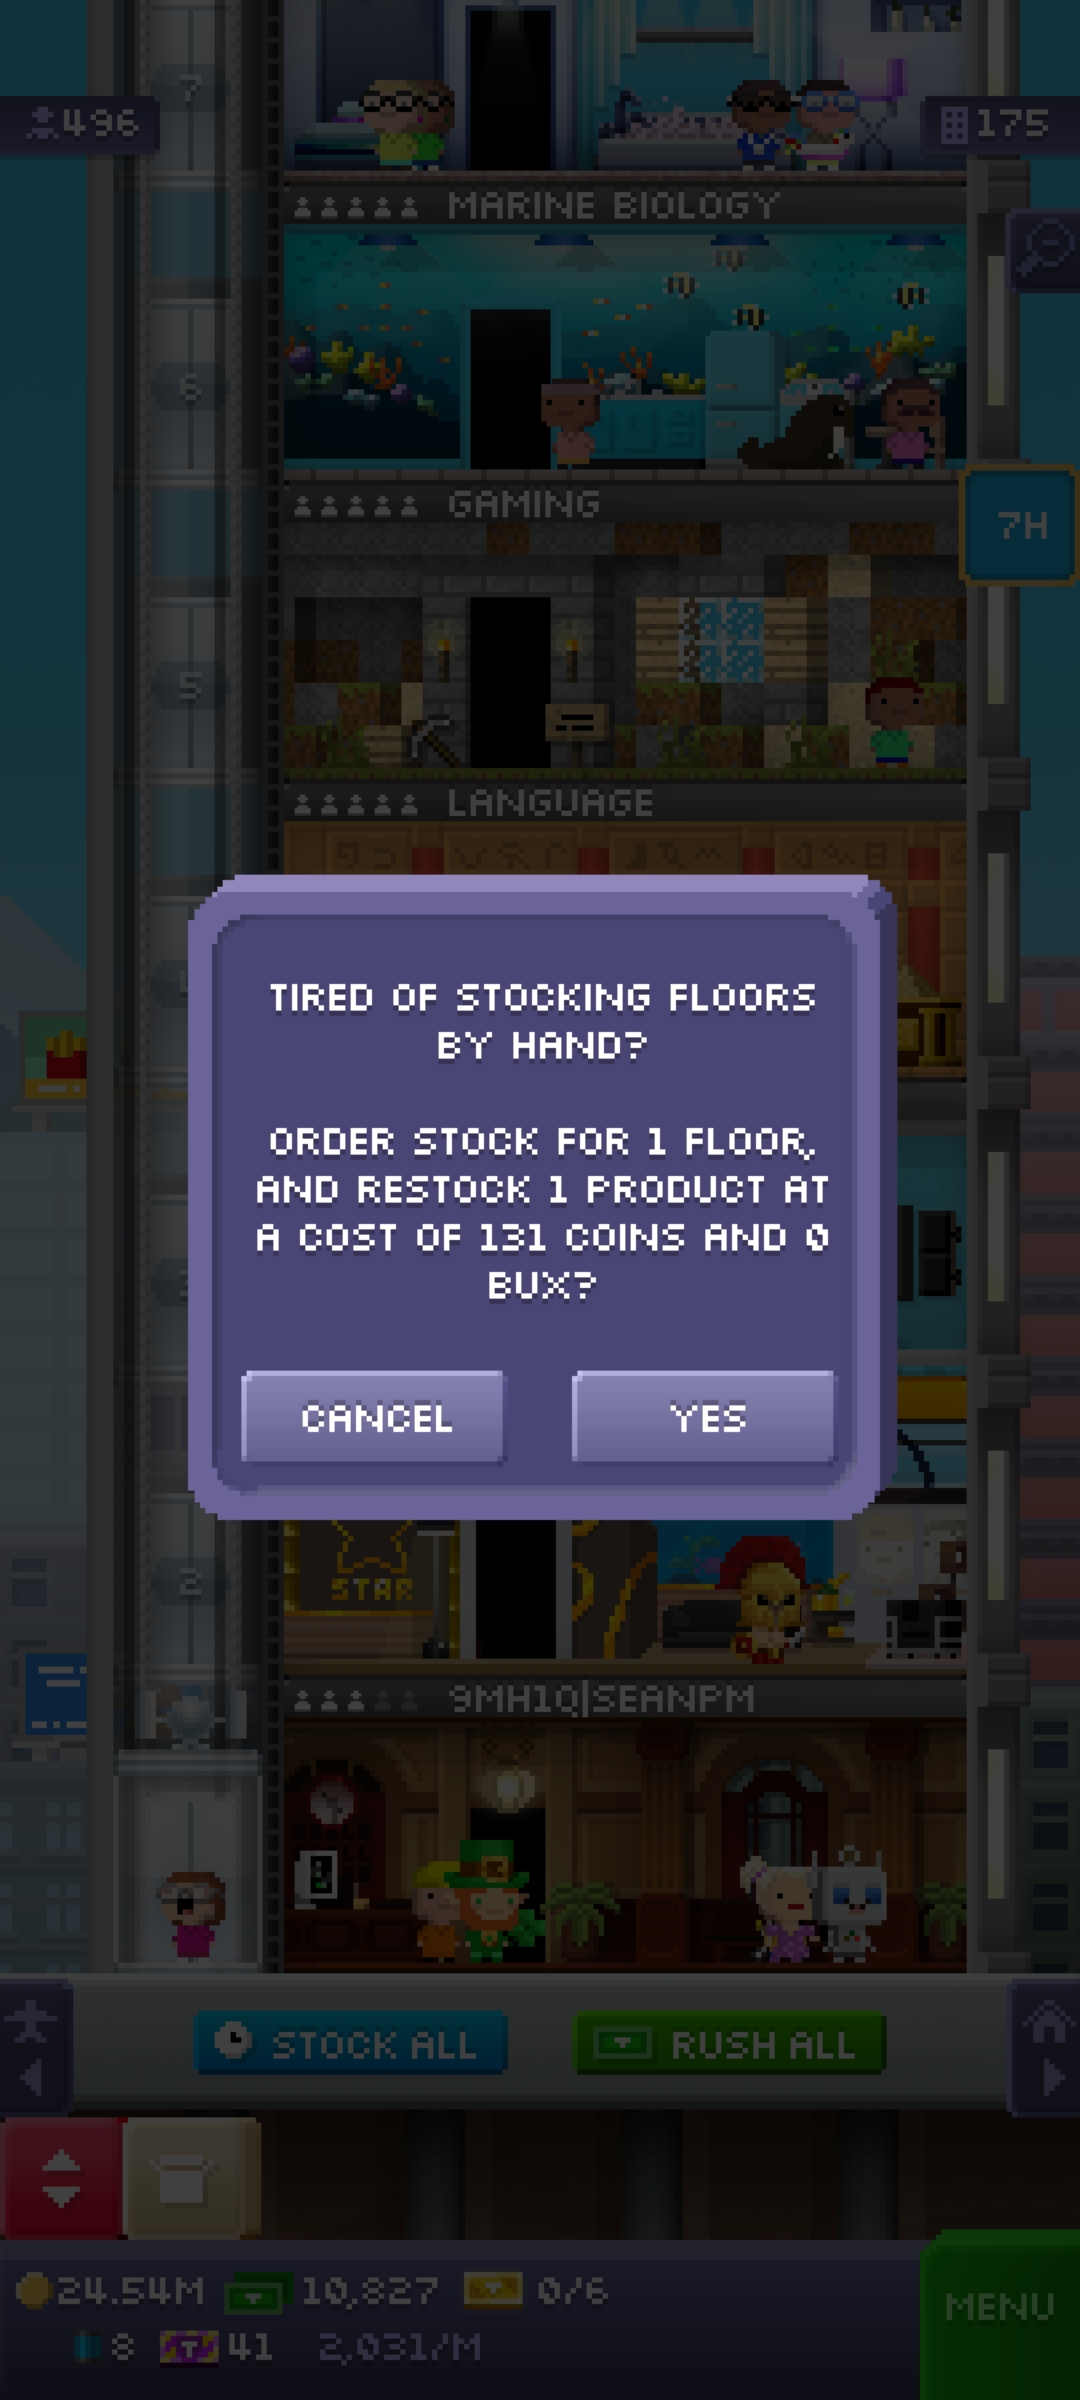 7
496
175
MARINE BIOLOGY
6
GAMING
7H
5
LANGUAGE
TIRED OF STOCKING FLOORS
BY HAND?
ORDER STOCK FOR 1 FLOOR,
AND RESTOCK 1 PRODUCT AT
A COST OF 131 COINS AND 0
BUX?
CANCEL
YES
2
STAR
9MH1Q|SEANPM
STOCK ALL
RUSH ALL
24.54M
10,827
0/6
MENU
8
41
2,031/M